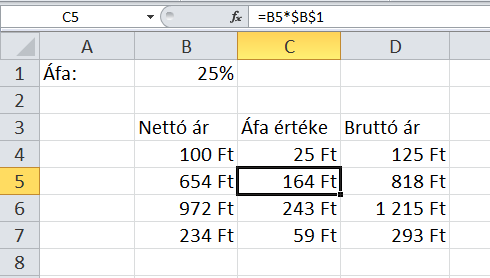 C5 fx =B5*$B$1
A B C D
1 Áfa: 25%
2
3 Nettó ár Áfa értéke Bruttó ár
4 100 Ft 25 Ft 125 Ft
5 654 Ft 164 Ft 818 Ft
6 972 Ft 243 Ft 1 215 Ft
7 234 Ft 59 Ft 293 Ft